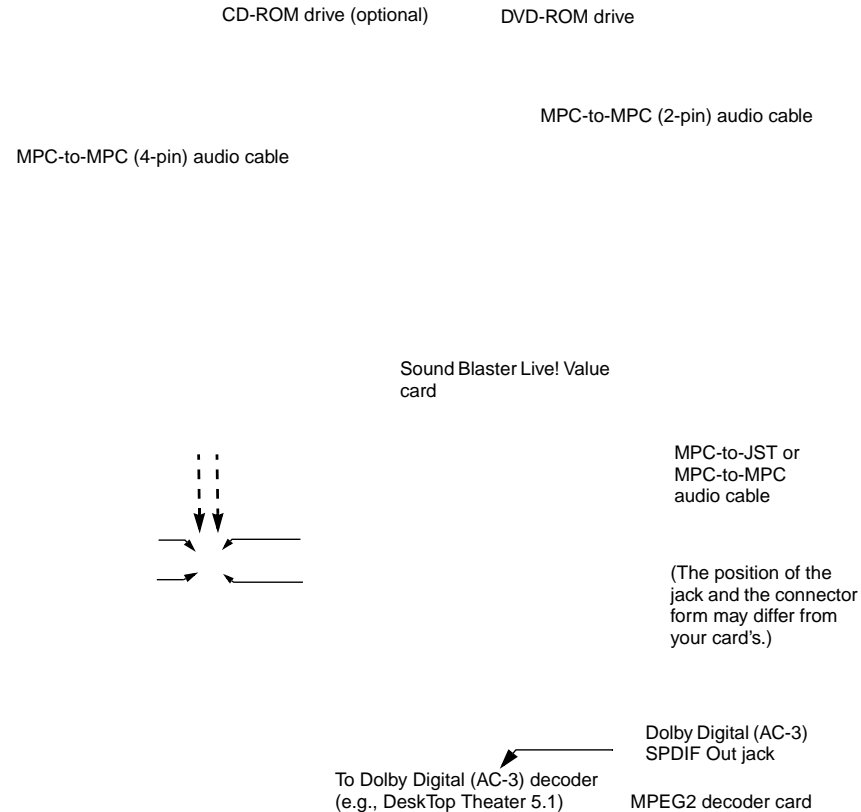 CD-ROM drive (optional)
DVD-ROM drive
MPC-to-MPC (2-pin) audio cable
MPC-to-MPC (4-pin) audio cable
Sound Blaster Live! Value
card
MPC-to-JST or
MPC-to-MPC
audio cable
(The position of the
jack and the connector
form may differ from
your card's.)
Dolby Digital (AC-3)
SPDIF Out jack
To Dolby Digital (AC-3) decoder
(e.g., DeskTop Theater 5.1)
MPEG2 decoder card